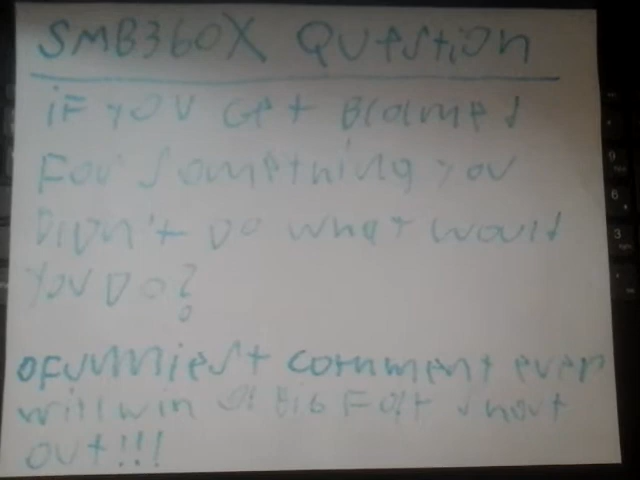 SMB360X QUEStion
iF YOU Get BlaMed
For Something you
Didn't Do what would
You Do?
OFunniest comment ever
will win a BiG FAt shout
out!!!